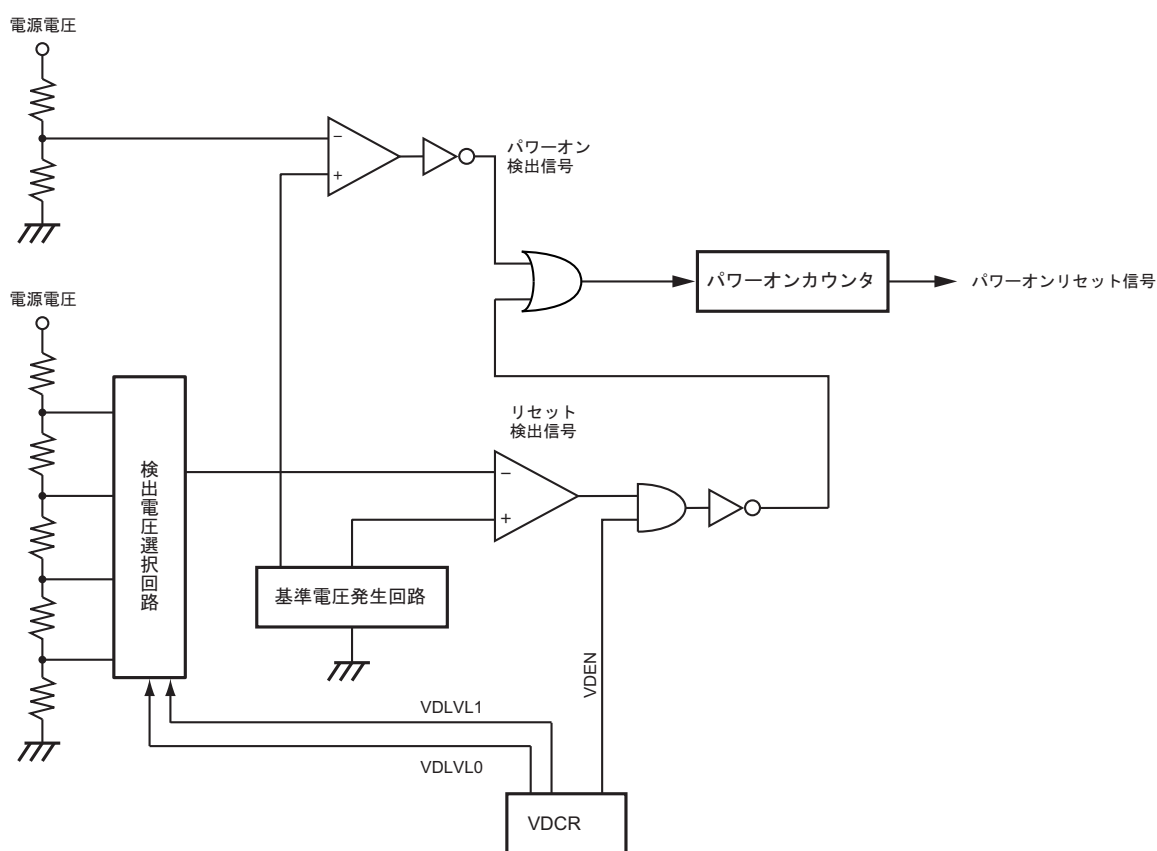 電源電圧
−
+
パワーオン
検出信号
パワーオンカウンタ
パワーオンリセット信号
電源電圧
リセット
検出信号
検出電圧選択回路
−
+
基準電圧発生回路
VDEN
VDLVL1
VDLVL0
VDCR